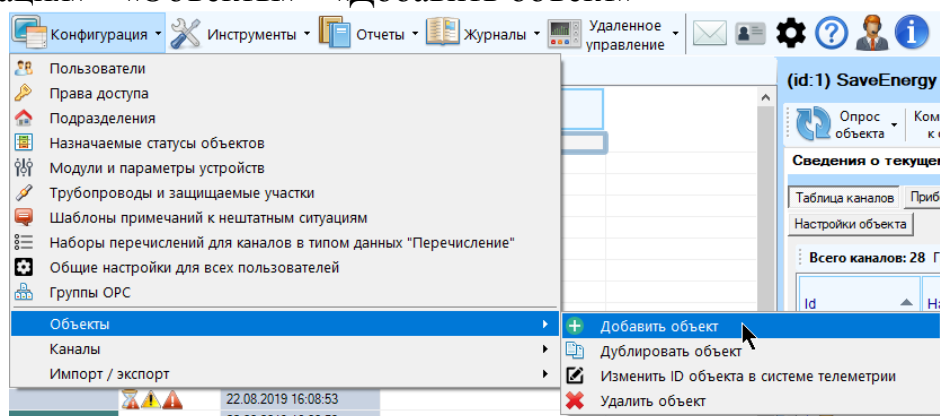 «Объекты» «Добавить объект»
Конфигурация Инструменты Отчеты Журналы Удаленное управление
Пользователи
Права доступа
Подразделения
Назначаемые статусы объектов
Модули и параметры устройств
Трубопроводы и защищаемые участки
Шаблоны примечаний к нештатным ситуациям
Наборы перечислений для каналов в типом данных "Перечисление"
Общие настройки для всех пользователей
Группы OPC
Объекты
Каналы
Импорт / экспорт
Добавить объект
Дублировать объект
Изменить ID объекта в системе телеметрии
Удалить объект
(id:1) SaveEnergy
Опрос объекта
Сведения о
Таблица каналов
Настройки объекта
Всего каналов: 28
Id
22.08.2019 16:08:53